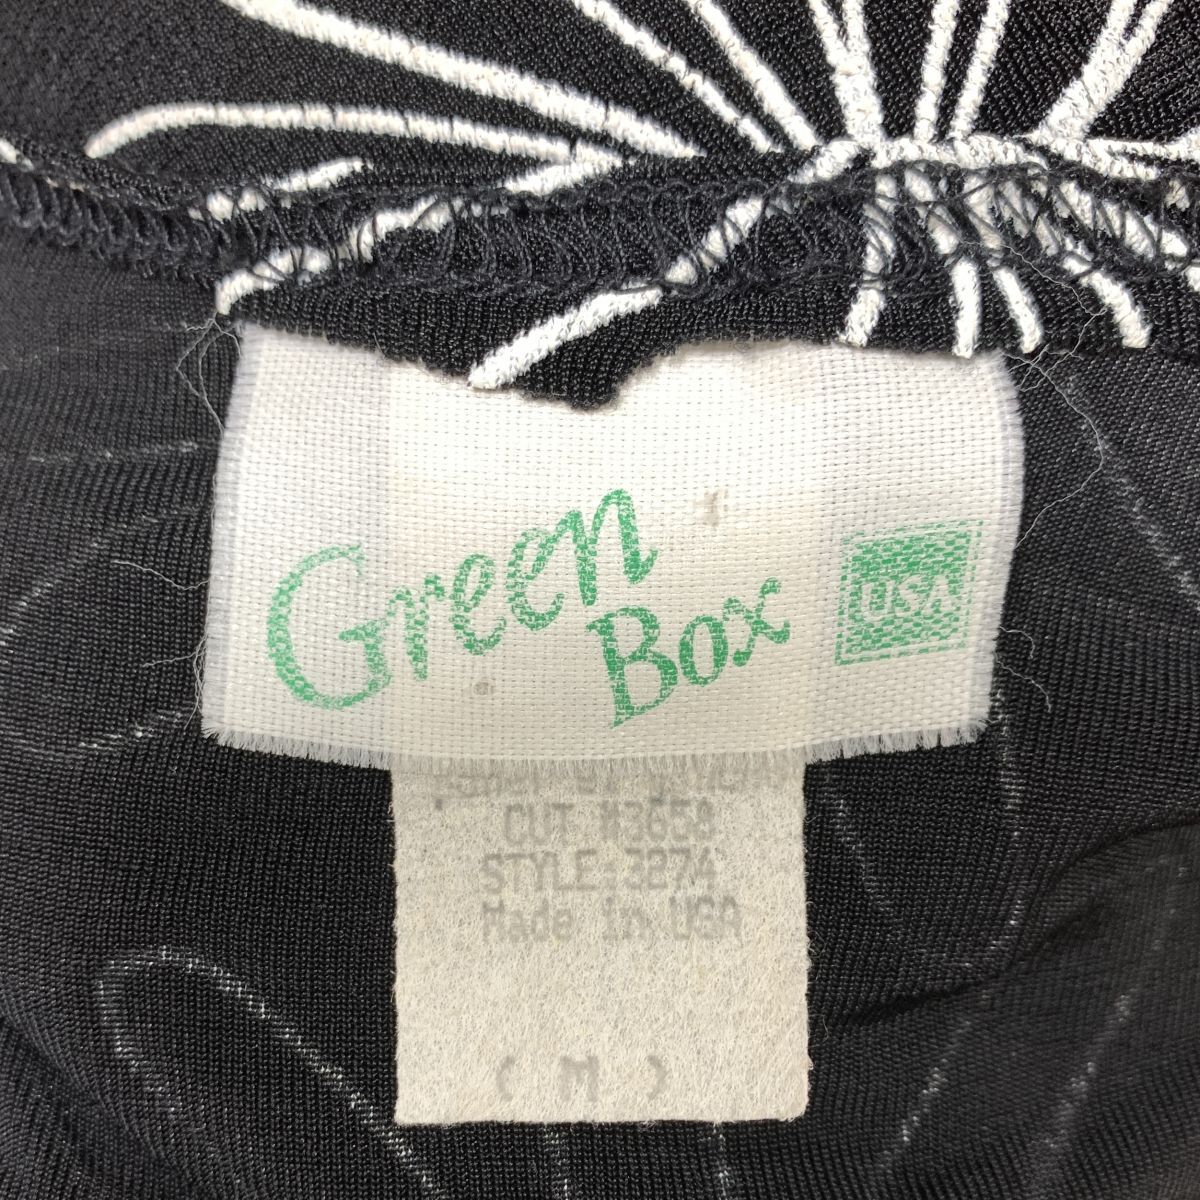 Green
Box
USA
CUT #3658
STYLE:3274
Made in USA
( M )